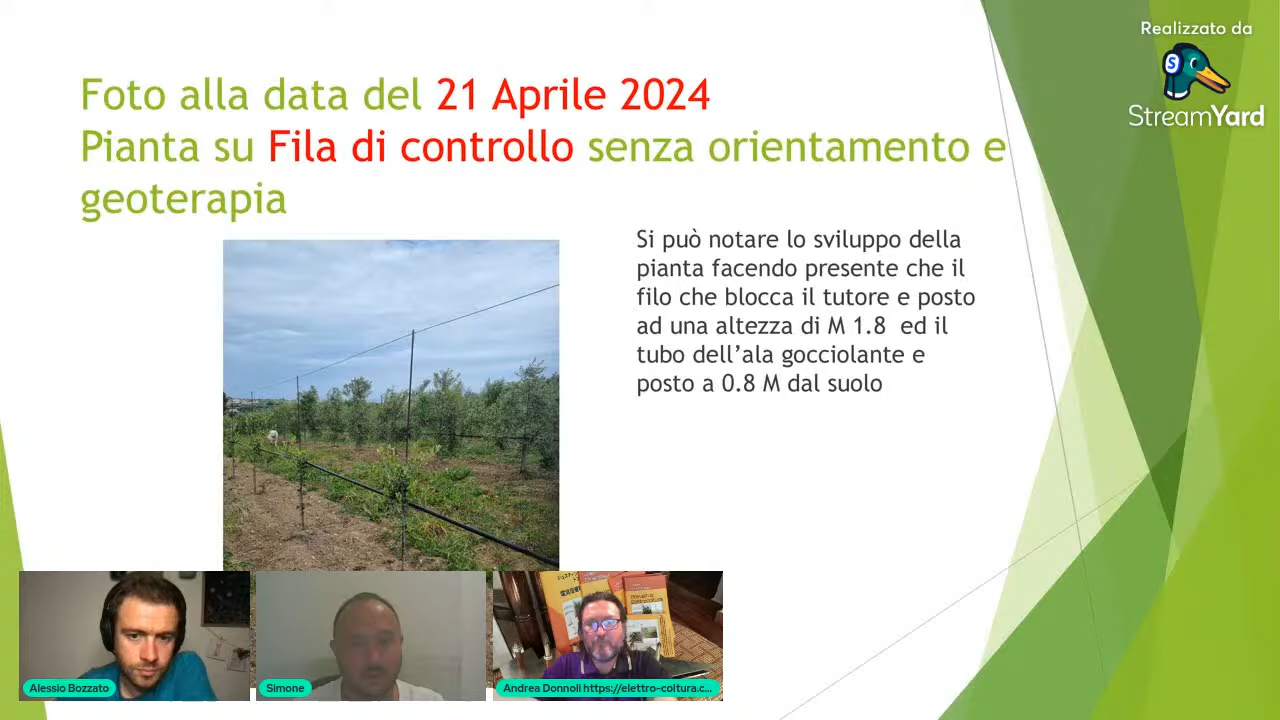 Realizzato da
StreamYard
Foto alla data del 21 Aprile 2024
Pianta su Fila di controllo senza orientamento e
geoterapia
Si può notare lo sviluppo della
pianta facendo presente che il
filo che blocca il tutore e posto
ad una altezza di M 1.8 ed il
tubo dell’ala gocciolante e
posto a 0.8 M dal suolo
Alessio Bozzato
Simone
Andrea Donnoli https://elettro-coltura.c...